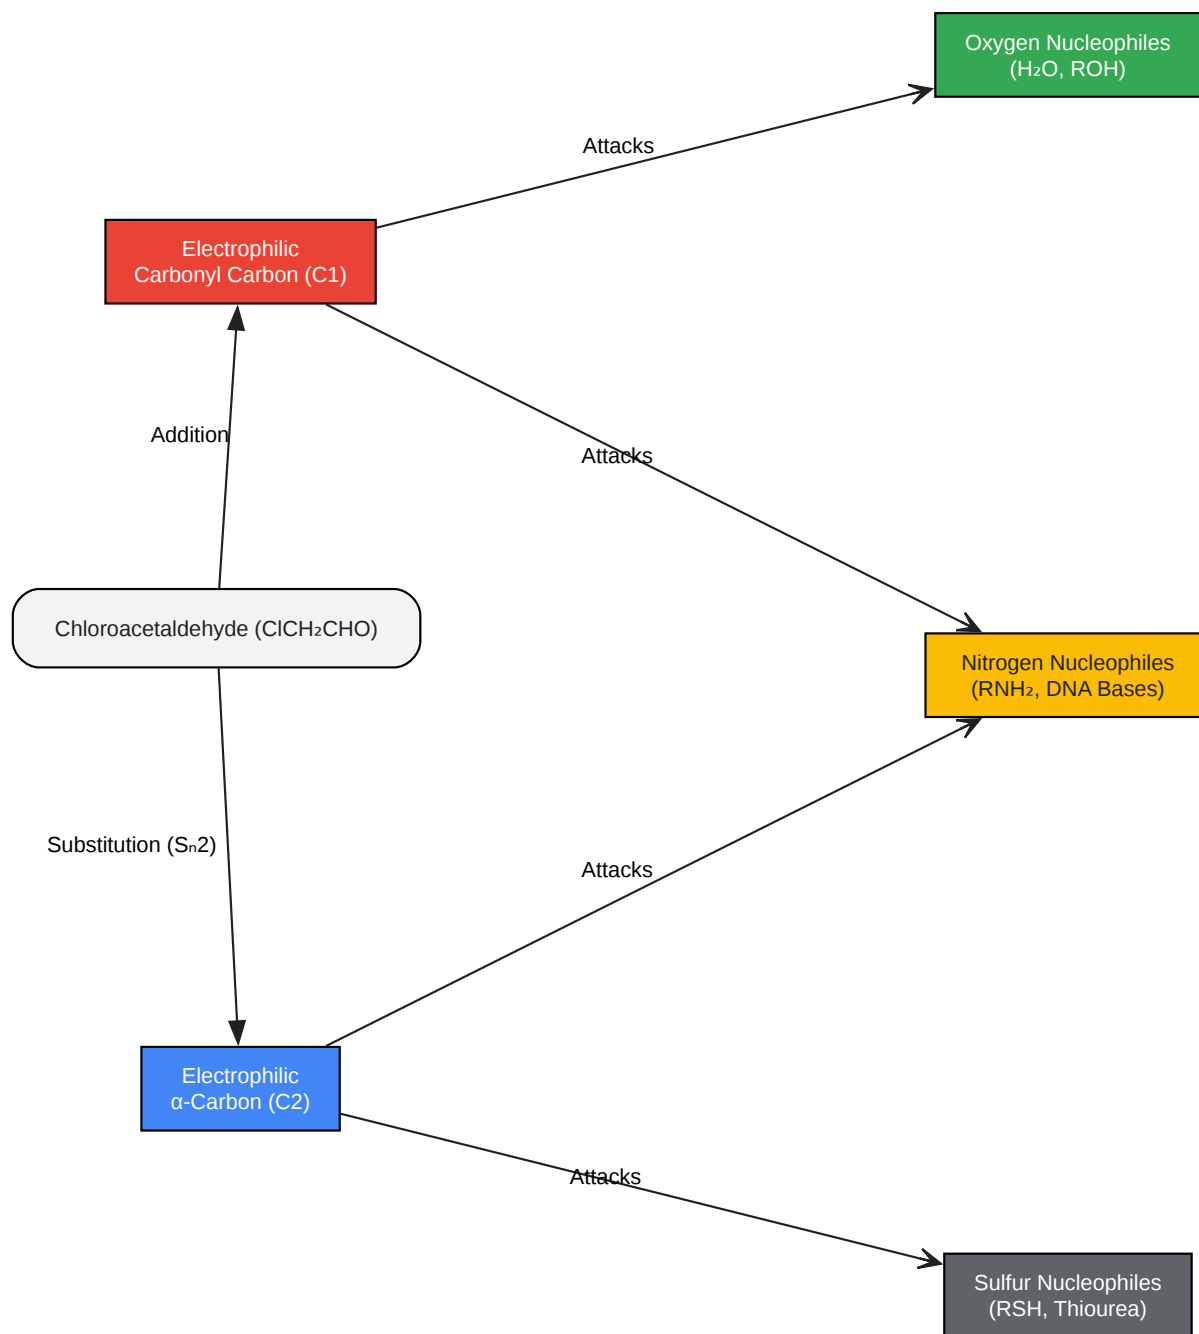 Oxygen Nucleophiles
(H₂O, ROH)
Attacks
Electrophilic
Carbonyl Carbon (C1)
Addition
Attacks
Chloroacetaldehyde (ClCH₂CHO)
Nitrogen Nucleophiles
(RNH₂, DNA Bases)
Substitution (Sₙ2)
Attacks
Electrophilic
α-Carbon (C2)
Attacks
Sulfur Nucleophiles
(RSH, Thiourea)